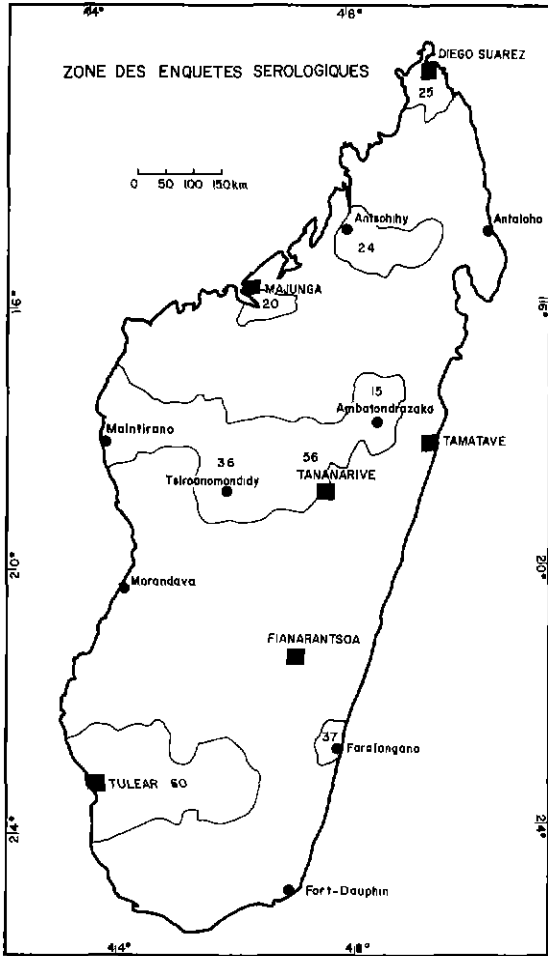 44° 48°
DIEGO SUAREZ
ZONE DES ENQUETES SEROLOGIQUES
25
0 50 100 150km
Antsohihy
Antalaha
24
MAJUNGA
16° 16°
20
15
Ambatondrazako
Maintirano
TAMATAVE
36 56
Tsiroanomandidy
TANANARIVE
20° 20°
Morondava
FIANARANTSOA
37
Farafangana
TULEAR 60
24° 24°
Fort-Dauphin
44° 48°